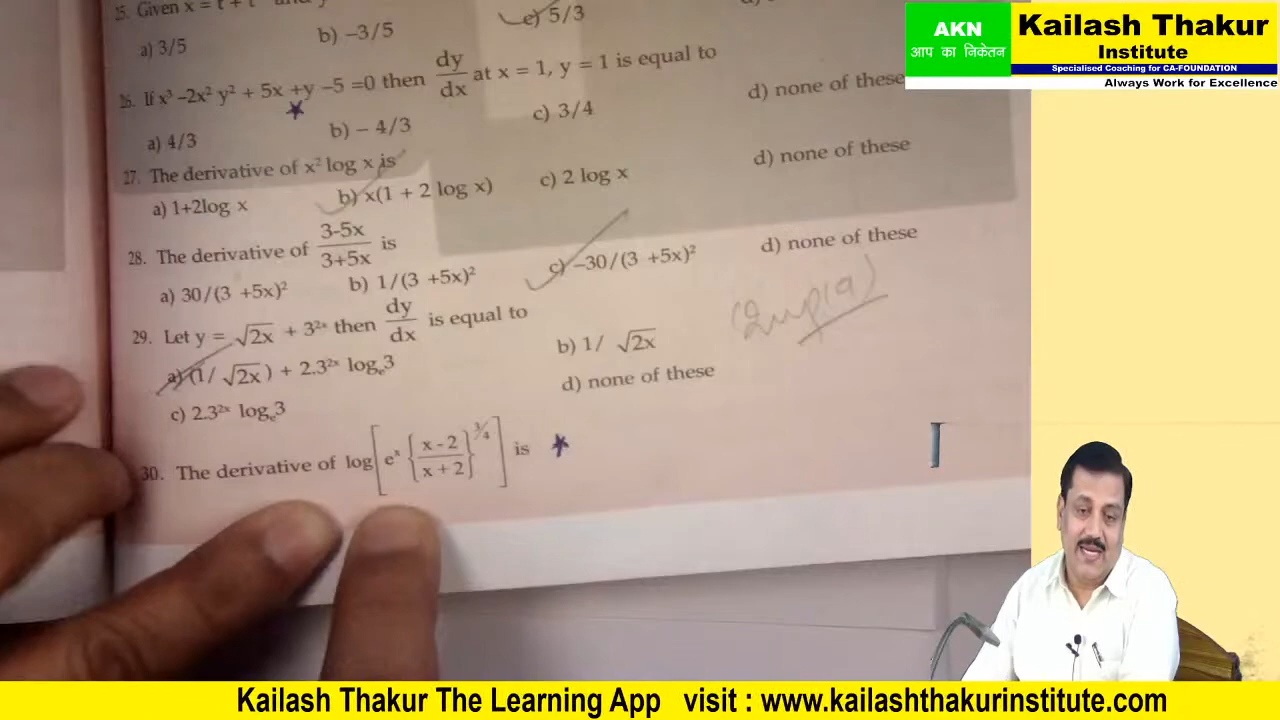 25. Given x = t + t
a) 3/5 b) –3/5 c) 5/3
26. If x³ –2x² y² + 5x +y –5 =0 then dy/dx at x = 1, y = 1 is equal to
a) 4/3 b) – 4/3 c) 3/4 d) none of these
27. The derivative of x² log x is
a) 1+2log x b) x(1 + 2 log x) c) 2 log x d) none of these
28. The derivative of 3-5x/3+5x is
a) 30/(3 +5x)² b) 1/(3 +5x)² c) –30/(3 +5x)² d) none of these
29. Let y = √2x + 3²ˣ then dy/dx is equal to
a) (1/ √2x ) + 2.3²ˣ logₑ3 b) 1/ √2x
c) 2.3²ˣ logₑ3 d) none of these
30. The derivative of log[eˣ {x-2/x+2}^3/4] is
AKN
आप का निकेतन
Kailash Thakur
Institute
Specialised Coaching for CA-FOUNDATION
Always Work for Excellence
Kailash Thakur The Learning App visit : www.kailashthakurinstitute.com